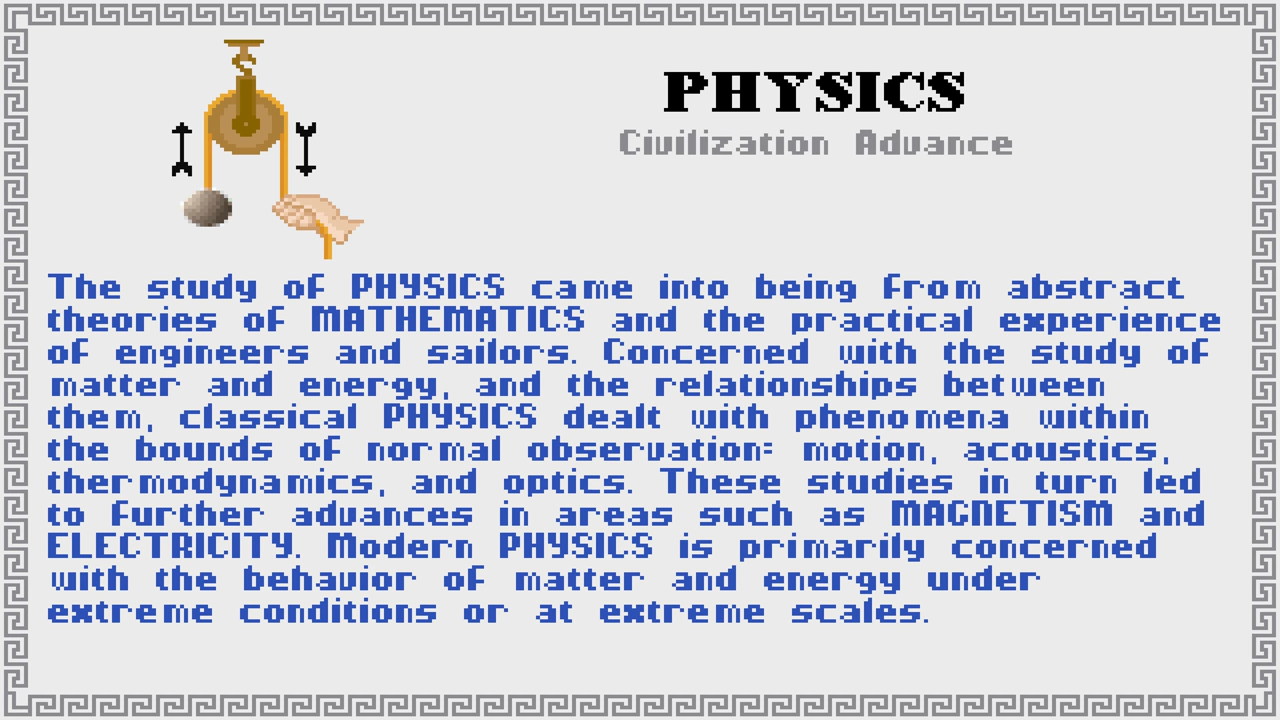 PHYSICS
Civilization Advance
The study of PHYSICS came into being from abstract
theories of MATHEMATICS and the practical experience
of engineers and sailors. Concerned with the study of
matter and energy, and the relationships between
them, classical PHYSICS dealt with phenomena within
the bounds of normal observation: motion, acoustics,
thermodynamics, and optics. These studies in turn led
to further advances in areas such as MAGNETISM and
ELECTRICITY. Modern PHYSICS is primarily concerned
with the behavior of matter and energy under
extreme conditions or at extreme scales.